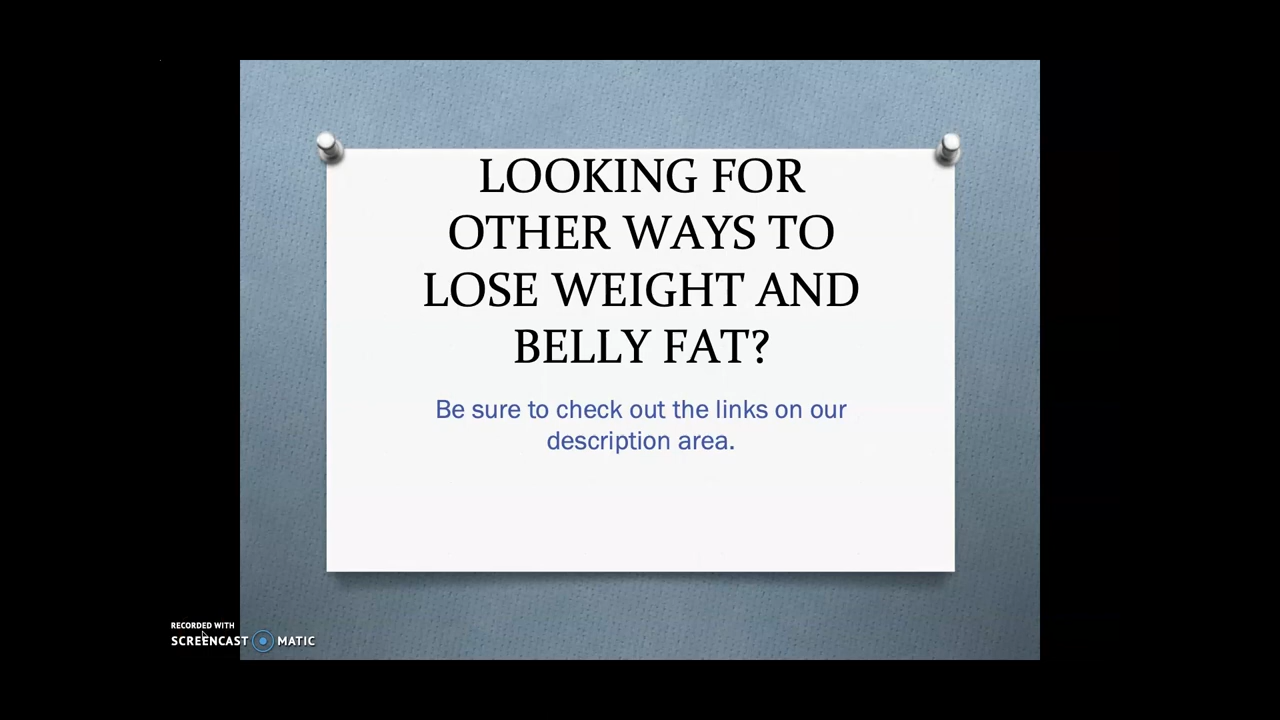 LOOKING FOR
OTHER WAYS TO
LOSE WEIGHT AND
BELLY FAT?
Be sure to check out the links on our
description area.
RECORDED WITH
SCREENCAST MATIC